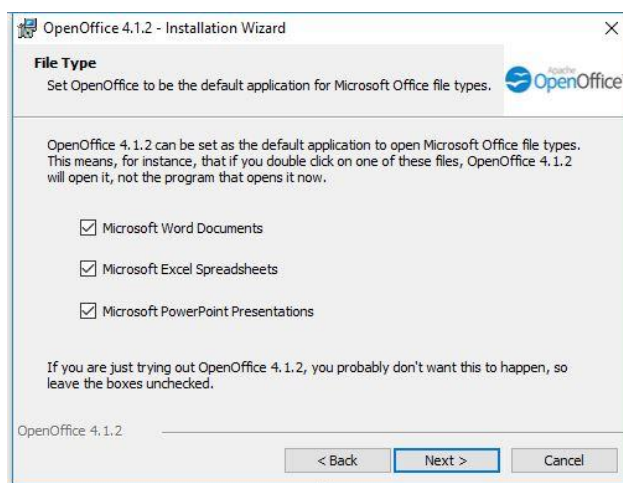 OpenOffice 4.1.2 - Installation Wizard
File Type
Set OpenOffice to be the default application for Microsoft Office file types.
Apache
OpenOffice
OpenOffice 4.1.2 can be set as the default application to open Microsoft Office file types.
This means, for instance, that if you double click on one of these files, OpenOffice 4.1.2
will open it, not the program that opens it now.
Microsoft Word Documents
Microsoft Excel Spreadsheets
Microsoft PowerPoint Presentations
If you are just trying out OpenOffice 4.1.2, you probably don't want this to happen, so
leave the boxes unchecked.
OpenOffice 4.1.2
< Back
Next >
Cancel